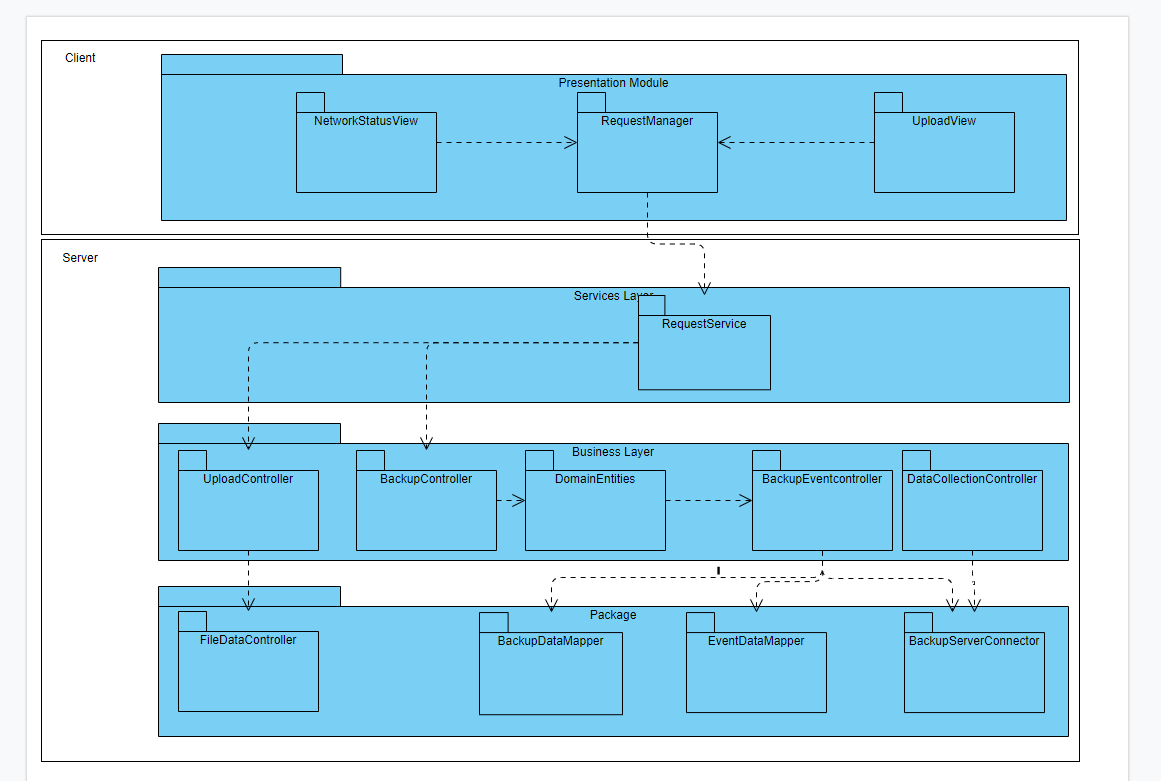 Client
Presentation Module
NetworkStatusView
RequestManager
UploadView
Server
Services Layer
RequestService
Business Layer
UploadController
BackupController
DomainEntities
BackupEventcontroller
DataCollectionController
Package
FileDataController
BackupDataMapper
EventDataMapper
BackupServerConnector